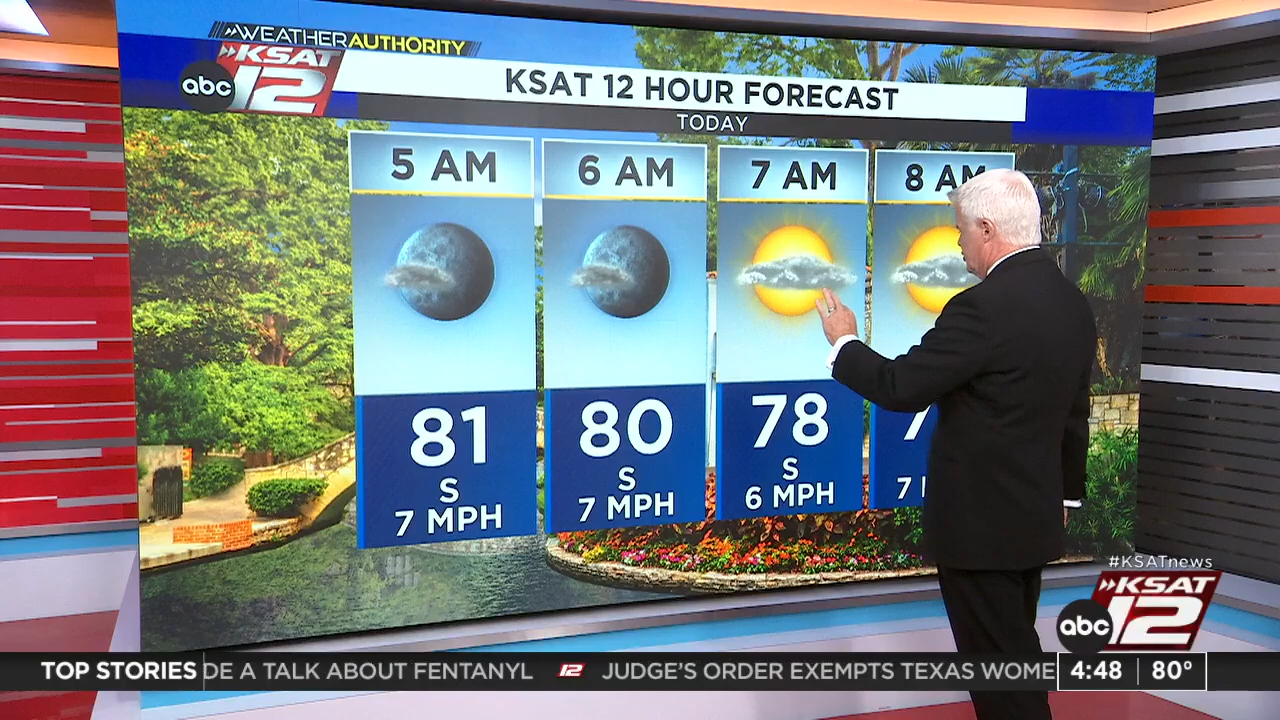 WEATHERAUTHORITY
KSAT
abc 12
KSAT 12 HOUR FORECAST
TODAY
5 AM
6 AM
7 AM
8 AM
81
S
7 MPH
80
S
7 MPH
78
S
6 MPH
7
#KSATnews
KSAT
abc 12
TOP STORIES DE A TALK ABOUT FENTANYL 12 JUDGE'S ORDER EXEMPTS TEXAS WOME 4:48 80°